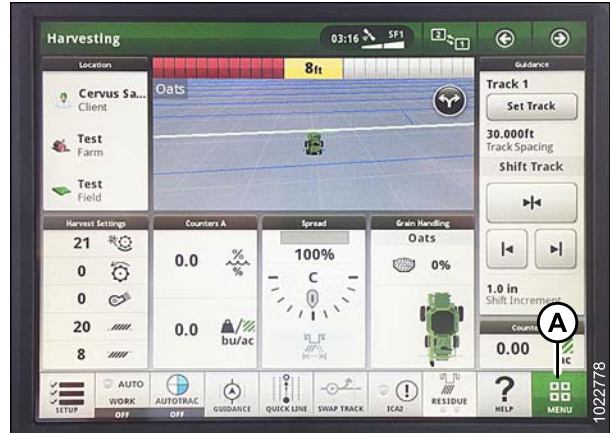 Harvesting
03:16
SF1
2
1
Location
8ft
Guidance
Oats
Cervus Sa...
Client
Test
Farm
Test
Field
Track 1
Set Track
30.000ft
Track Spacing
Shift Track
1.0 in
Shift Increment
Harvest Settings
21
0
0
20
8
Counters A
0.0 %
%
0.0
bu/ac
Spread
100%
C
Grain Handling
Oats
0%
0.00
ac
A
SETUP
AUTO
WORK
OFF
AUTOTRAC
OFF
GUIDANCE
QUICK LINE
SWAP TRACK
ICA2
RESIDUE
?
HELP
MENU
1022778